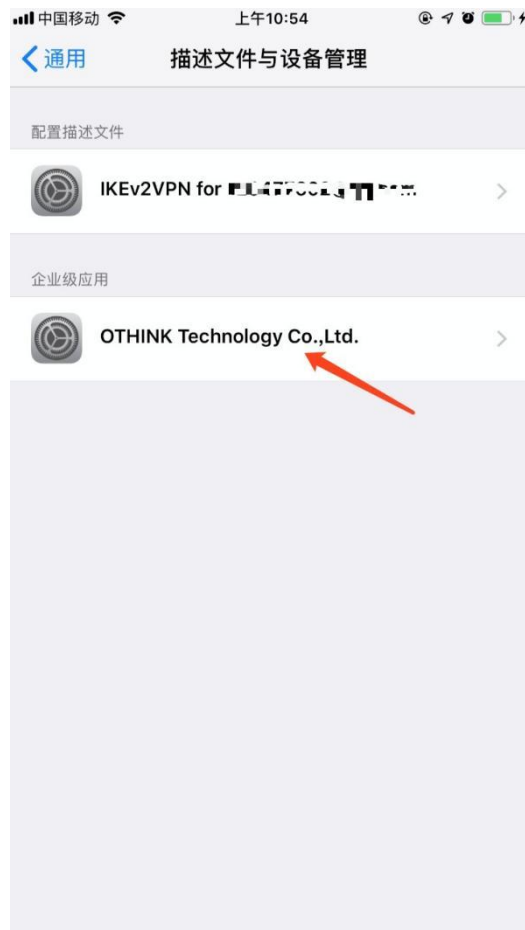 中国移动 上午10:54
通用 描述文件与设备管理
配置描述文件
IKEv2VPN for
企业级应用
OTHINK Technology Co.,Ltd.